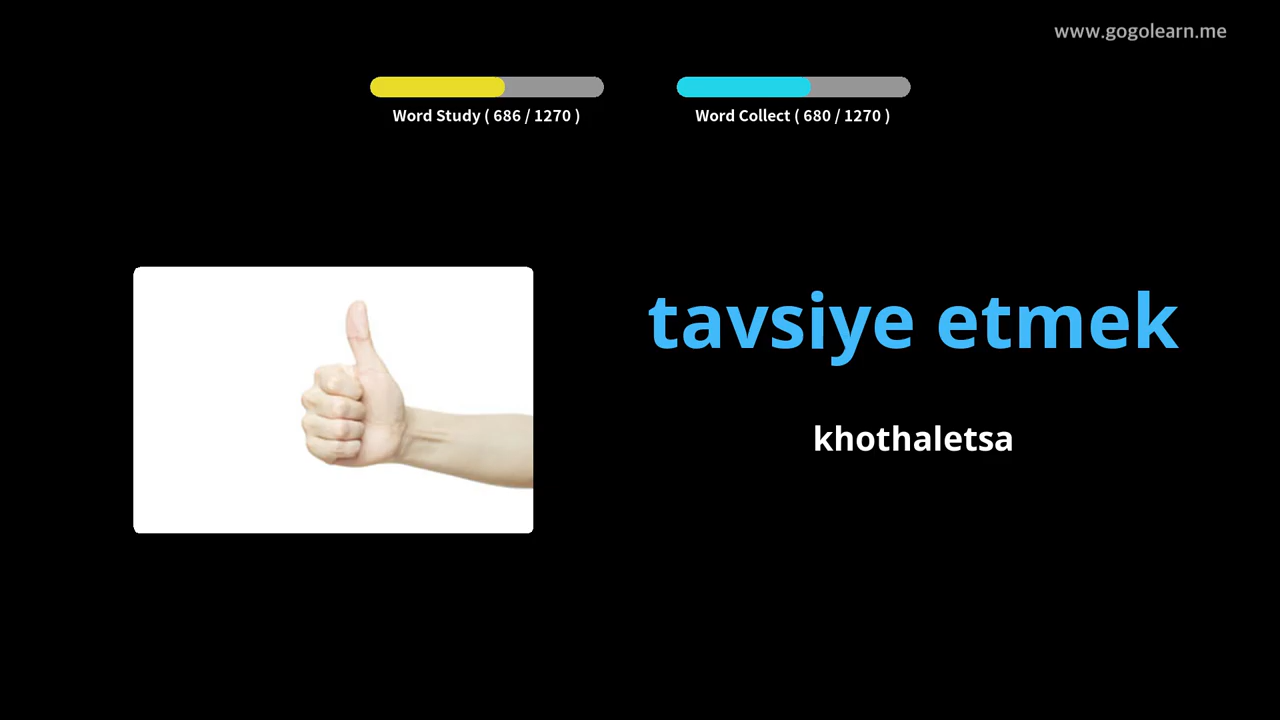 www.gogolearn.me
Word Study ( 686 / 1270 )
Word Collect ( 680 / 1270 )
tavsiye etmek
khothaletsa